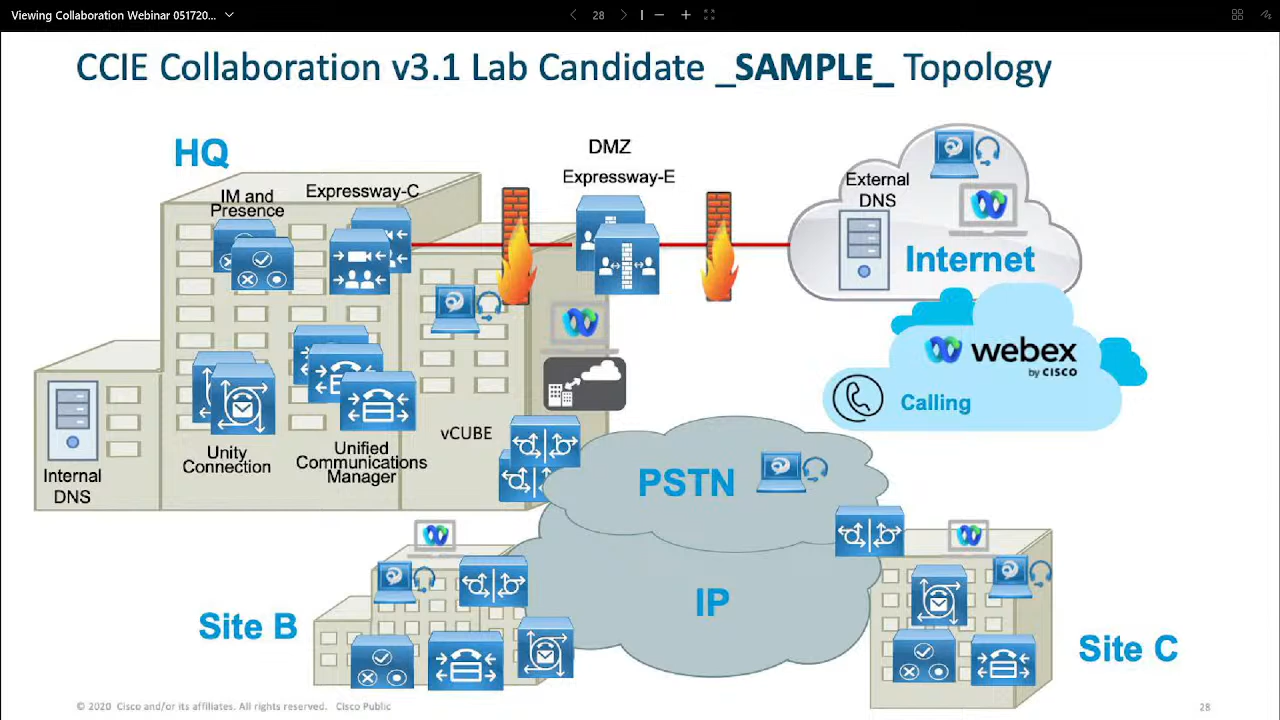 Viewing Collaboration Webinar 051720...
28
CCIE Collaboration v3.1 Lab Candidate _SAMPLE_ Topology
HQ
DMZ
Expressway-E
IM and
Presence
Expressway-C
External
DNS
Internet
webex
by CISCO
Calling
vCUBE
Unity
Connection
Unified
Communications
Manager
Internal
DNS
PSTN
IP
Site B
Site C
© 2020 Cisco and/or its affiliates. All rights reserved. Cisco Public
28